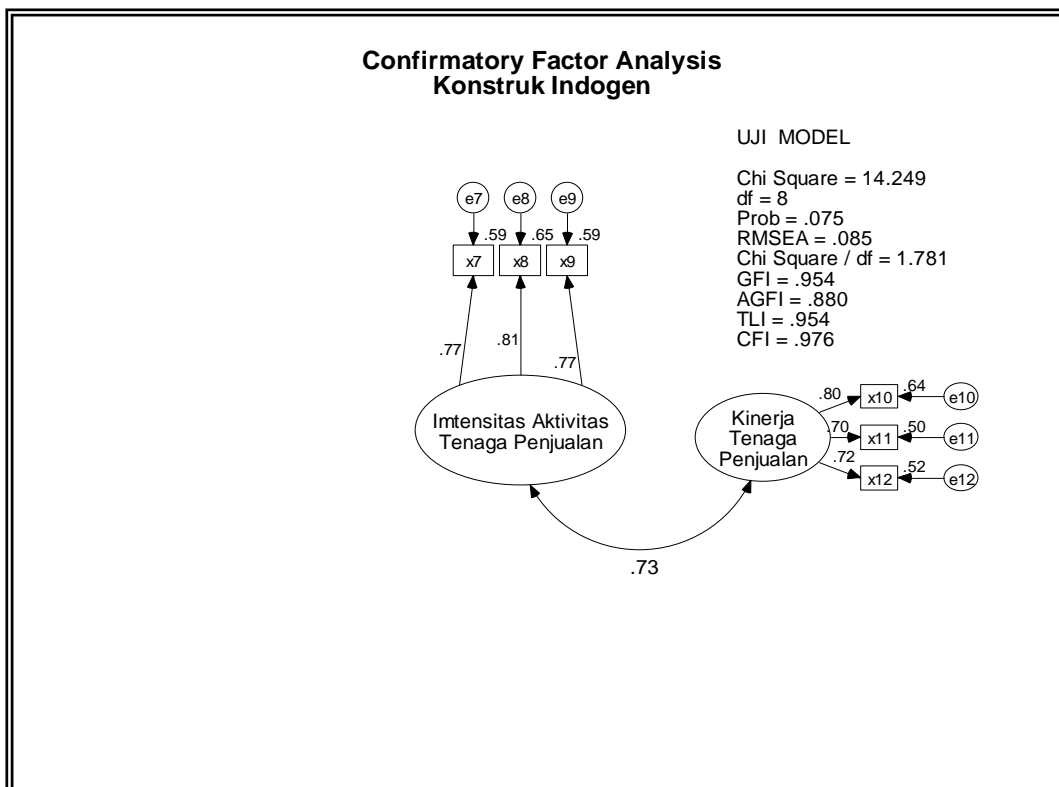 Confirmatory Factor Analysis
Konstruk Indogen
UJI MODEL
Chi Square = 14.249
df = 8
Prob = .075
RMSEA = .085
Chi Square / df = 1.781
GFI = .954
AGFI = .880
TLI = .954
CFI = .976
e7 e8 e9
.59 .65 .59
x7 x8 x9
.77 .81 .77
Imtensitas Aktivitas
Tenaga Penjualan
Kinerja
Tenaga
Penjualan
.80 x10 .64 e10
.70 x11 .50 e11
.72 x12 .52 e12
.73